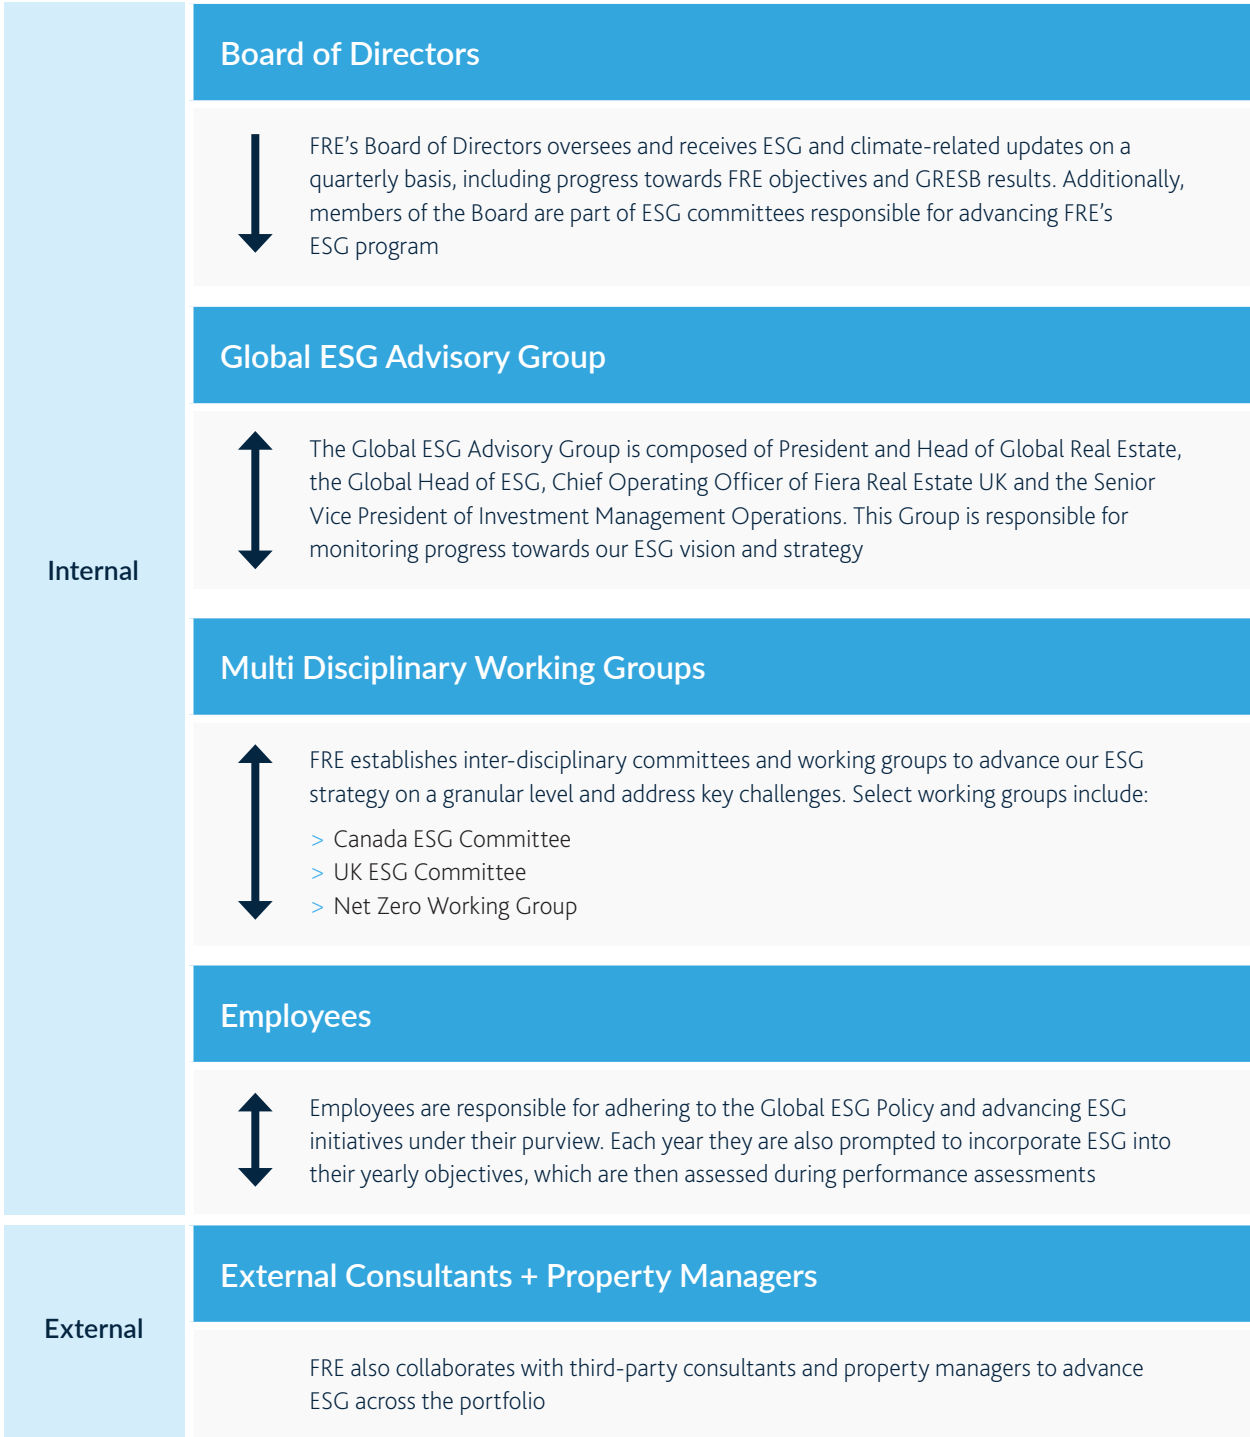 Board of Directors
FRE's Board of Directors oversees and receives ESG and climate-related updates on a
quarterly basis, including progress towards FRE objectives and GRESB results. Additionally,
members of the Board are part of ESG committees responsible for advancing FRE's
ESG program
Global ESG Advisory Group
The Global ESG Advisory Group is composed of President and Head of Global Real Estate,
the Global Head of ESG, Chief Operating Officer of Fiera Real Estate UK and the Senior
Vice President of Investment Management Operations. This Group is responsible for
monitoring progress towards our ESG vision and strategy
Internal
Multi Disciplinary Working Groups
FRE establishes inter-disciplinary committees and working groups to advance our ESG
strategy on a granular level and address key challenges. Select working groups include:
> Canada ESG Committee
> UK ESG Committee
> Net Zero Working Group
Employees
Employees are responsible for adhering to the Global ESG Policy and advancing ESG
initiatives under their purview. Each year they are also prompted to incorporate ESG into
their yearly objectives, which are then assessed during performance assessments
External Consultants + Property Managers
External
FRE also collaborates with third-party consultants and property managers to advance
ESG across the portfolio